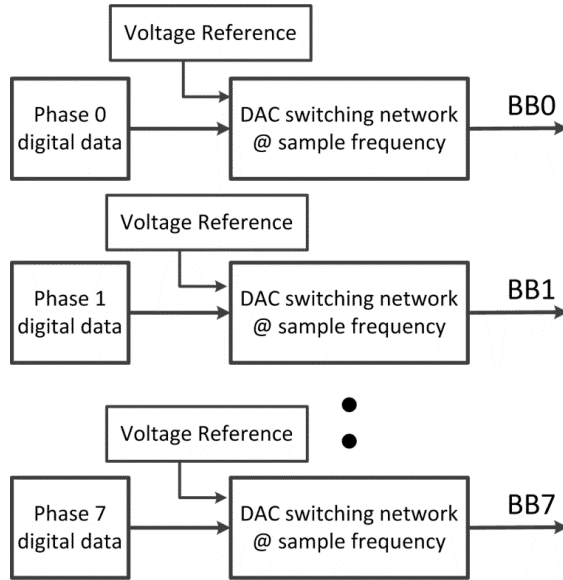 Voltage Reference
Phase 0
digital data
DAC switching network
@ sample frequency
BB0
Voltage Reference
Phase 1
digital data
DAC switching network
@ sample frequency
BB1
Voltage Reference
Phase 7
digital data
DAC switching network
@ sample frequency
BB7